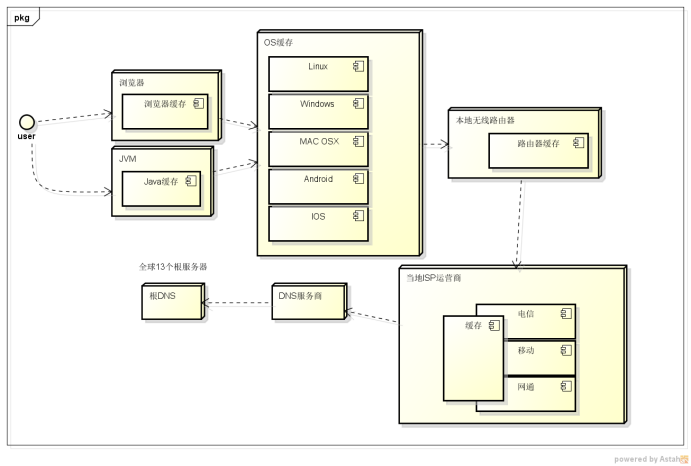 pkg
user
浏览器
浏览器缓存
JVM
Java缓存
OS缓存
Linux
Windows
MAC OSX
Android
IOS
本地无线路由器
路由器缓存
当地ISP运营商
缓存
电信
移动
网通
全球13个根服务器
根DNS
DNS服务商
powered by Astah